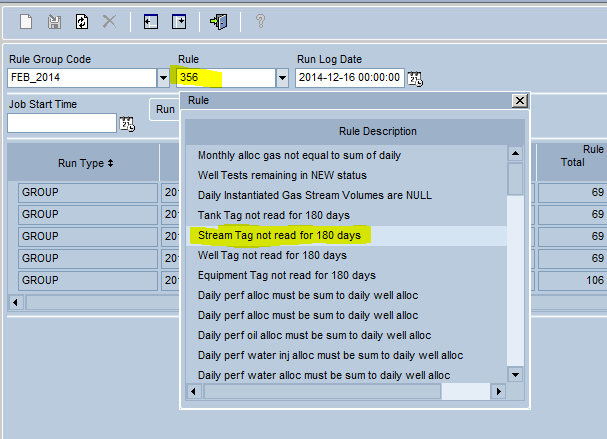 Rule Group Code
Rule
Run Log Date
FEB_2014
356
2014-12-16 00:00:00
Job Start Time
Run
Rule
Rule Description
Monthly alloc gas not equal to sum of daily
Well Tests remaining in NEW status
Daily Instantiated Gas Stream Volumes are NULL
Tank Tag not read for 180 days
Stream Tag not read for 180 days
Well Tag not read for 180 days
Equipment Tag not read for 180 days
Daily perf alloc must be sum to daily well alloc
Daily perf alloc must be sum to daily well alloc
Daily perf oil alloc must be sum to daily well alloc
Daily perf water inj alloc must be sum to daily well alloc
Daily perf water alloc must be sum to daily well alloc
Run Type
Rule
Total
GROUP
201
69
GROUP
201
69
GROUP
201
69
GROUP
201
69
GROUP
201
106